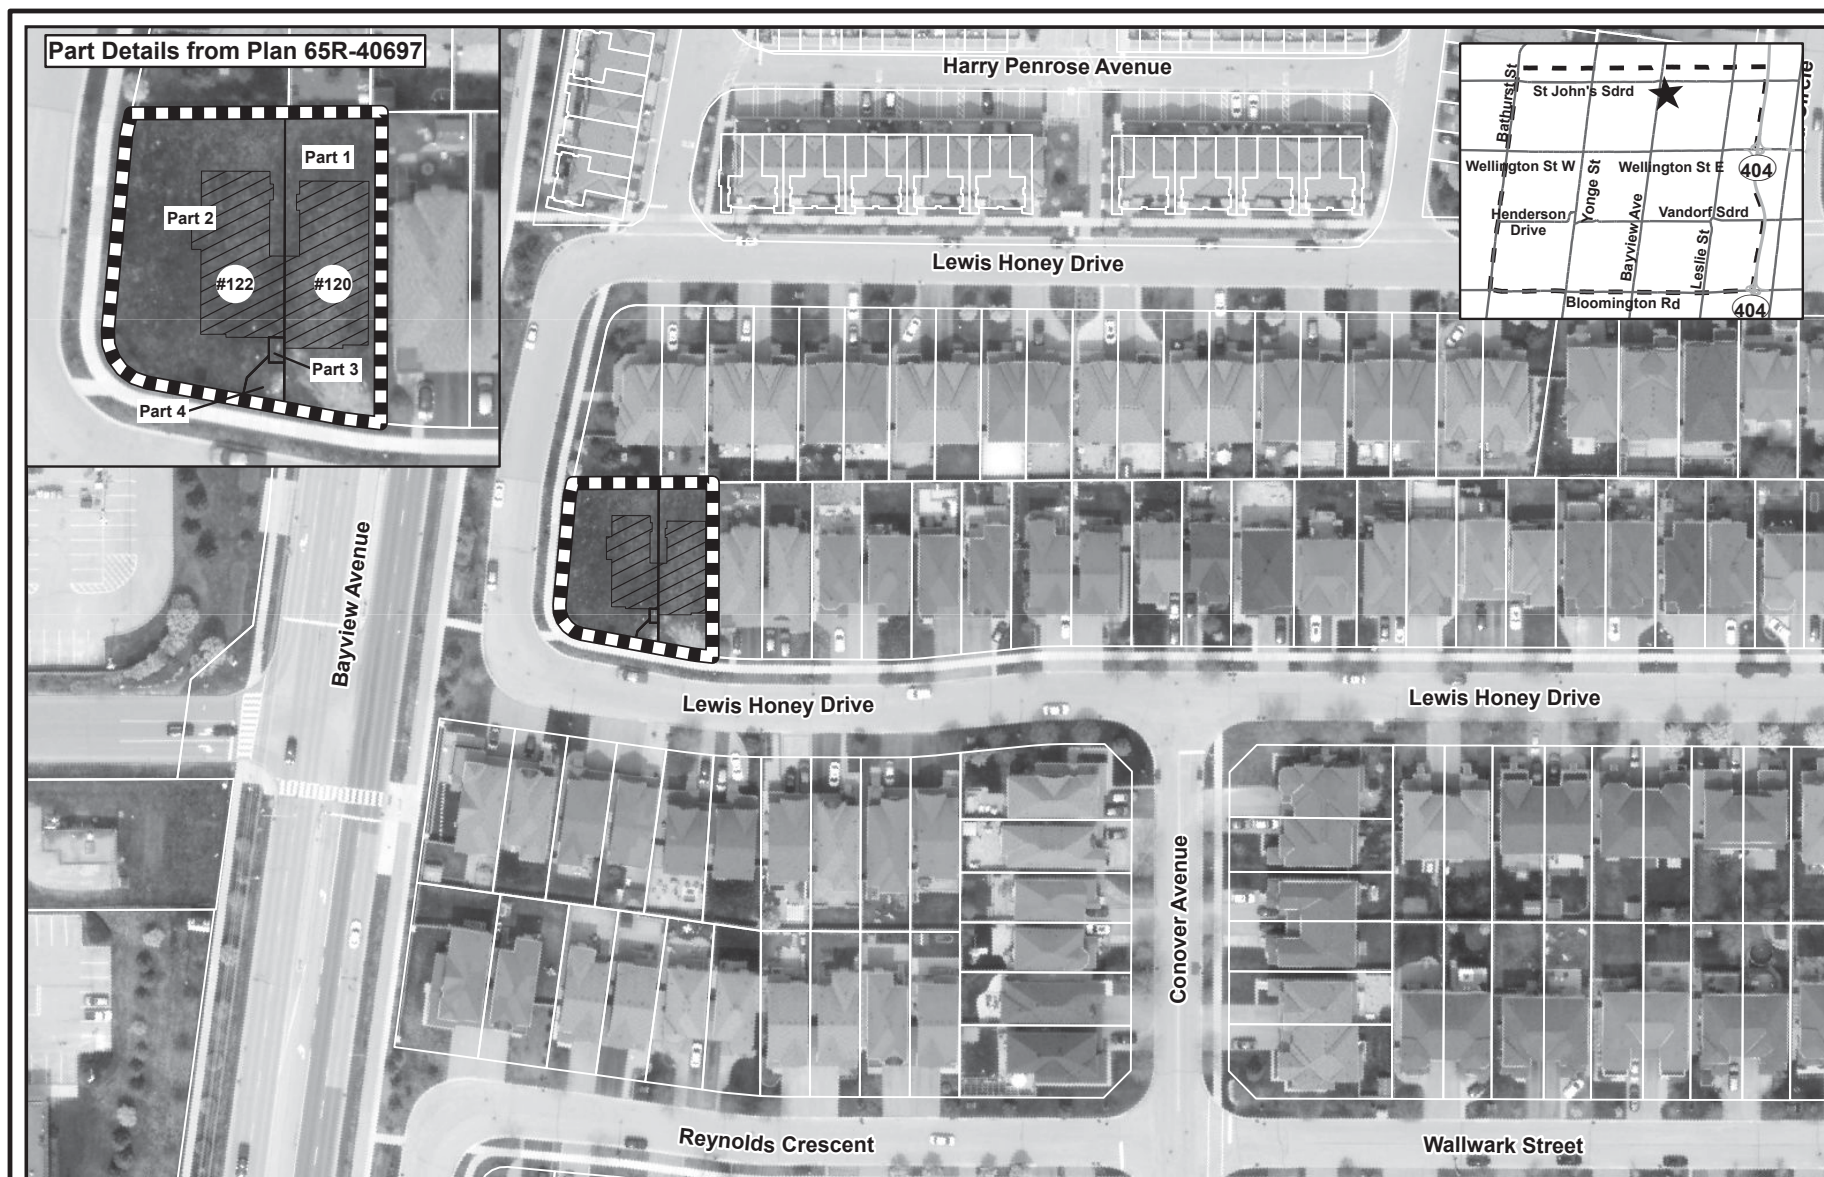 Part Details from Plan 65R-40697
Part 1
Part 2
#122
#120
Part 3
Part 4
Harry Penrose Avenue
Bathurst St
St John's Sdrd
Wellington St W
Yonge St
Wellington St E
404
Henderson
Drive
Bayview Ave
Vandorf Sdrd
Leslie St
Bloomington Rd
404
Lewis Honey Drive
Bayview Avenue
Lewis Honey Drive
Lewis Honey Drive
Conover Avenue
Reynolds Crescent
Wallwark Street